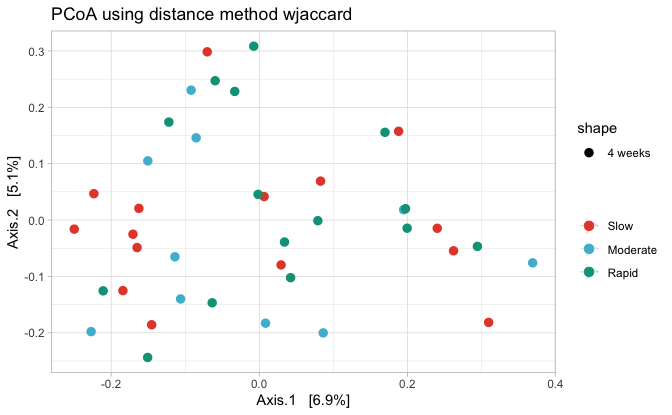 PCoA using distance method wjaccard
0.3
0.2
0.1
0.0
-0.1
-0.2
Axis.2 [5.1%]
-0.2 0.0 0.2 0.4
Axis.1 [6.9%]
shape
4 weeks
Slow
Moderate
Rapid